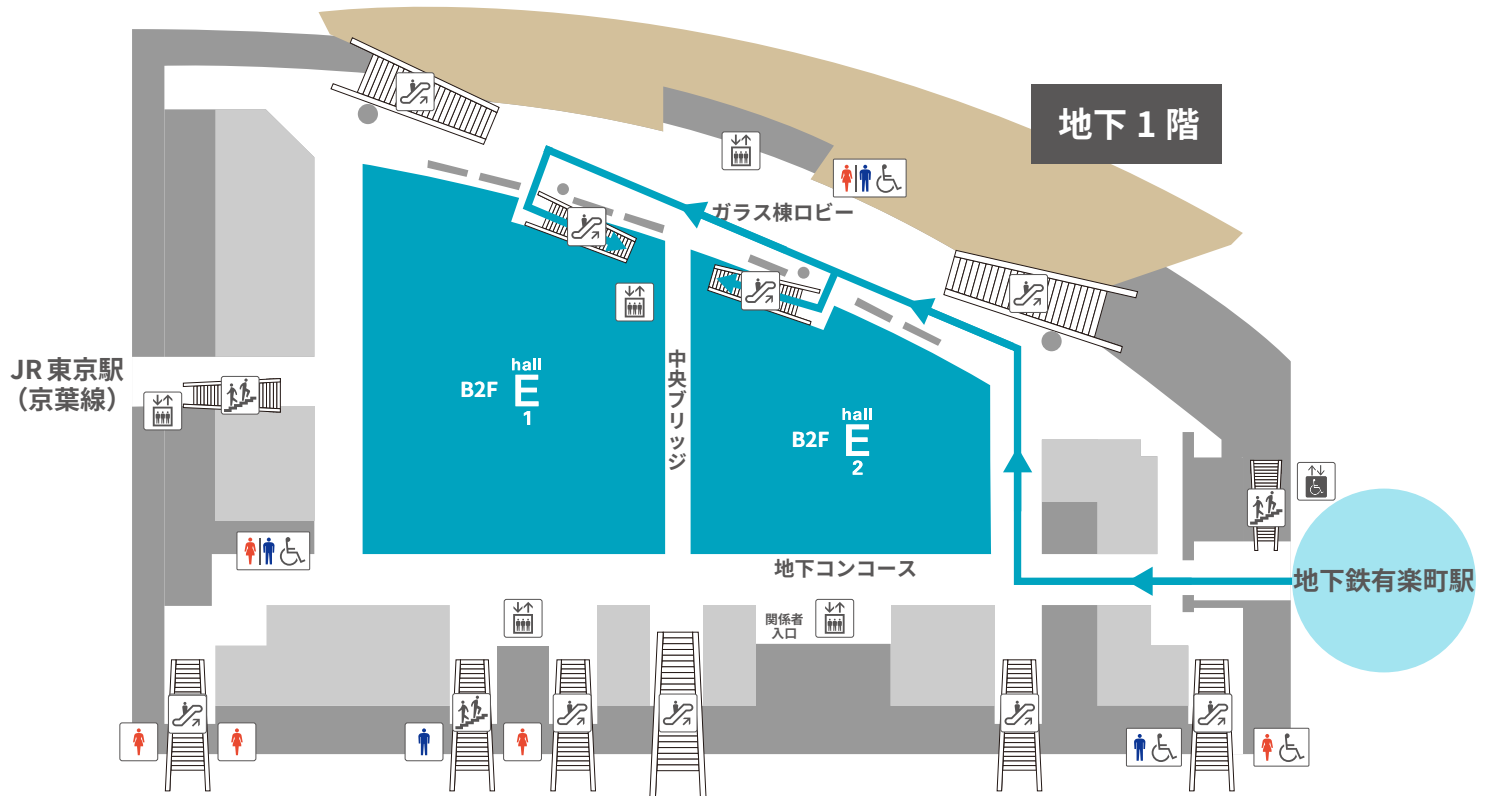 地下1階
ガラス棟ロビー
JR東京駅
（京葉線）
B2F
hall
E
1
中央ブリッジ
B2F
hall
E
2
地下コンコース
地下鉄有楽町駅
関係者
入口